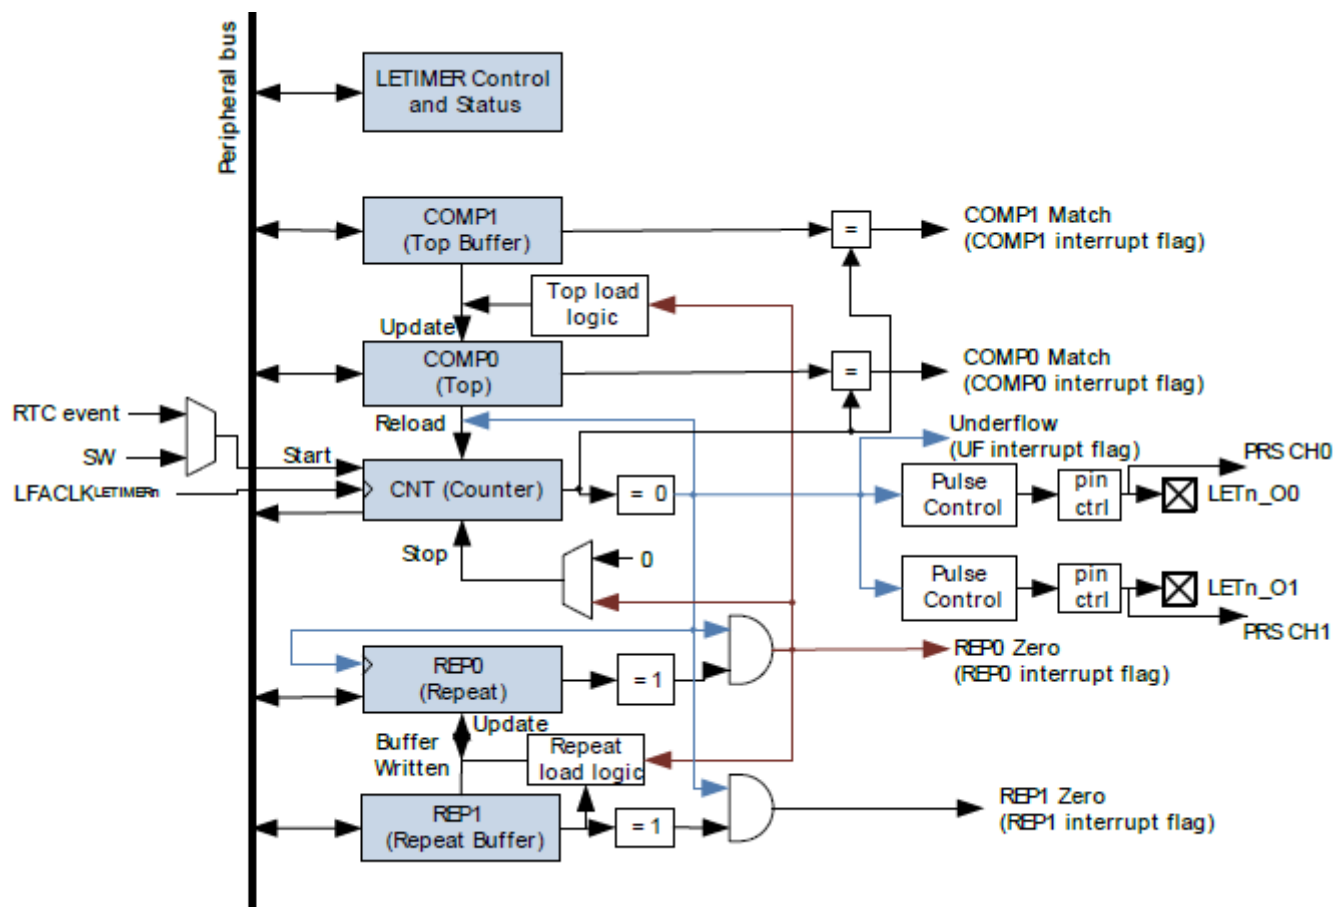 Peripheral bus
LETIMER Control
and Status
COMP1
(Top Buffer)
=
COMP1 Match
(COMP1 interrupt flag)
Top load
logic
Update
COMP0
(Top)
=
COMP0 Match
(COMP0 interrupt flag)
RTC event
SW
LFACLKLETIMERn
Start
Reload
CNT (Counter)
= 0
Underflow
(UF interrupt flag)
Pulse
Control
pin
ctrl
PRS CH0
LETn_O0
Stop
0
Pulse
Control
pin
ctrl
LETn_O1
PRS CH1
REP0
(Repeat)
= 1
REP0 Zero
(REP0 interrupt flag)
Update
Buffer
Written
Repeat
load logic
REP1
(Repeat Buffer)
= 1
REP1 Zero
(REP1 interrupt flag)